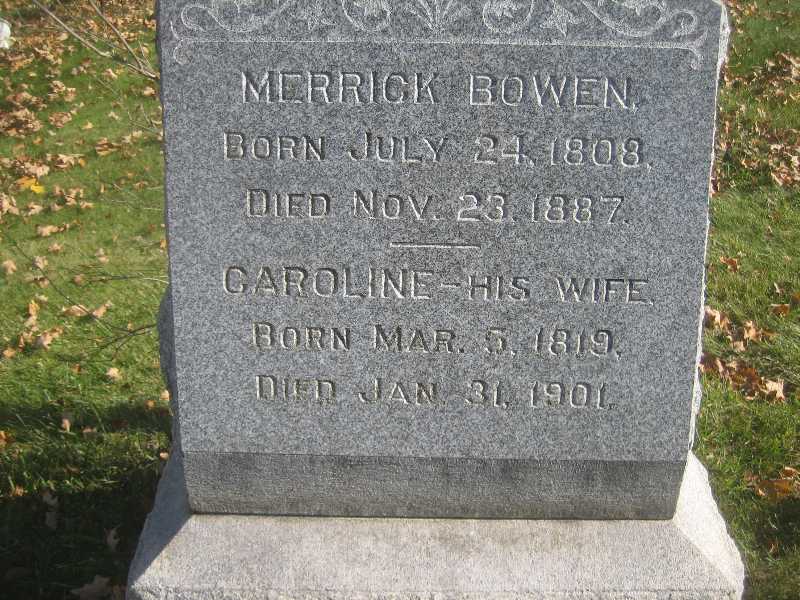 MERRICK BOWEN.
BORN JULY 24, 1808,
DIED NOV. 23, 1887.
CAROLINE-HIS WIFE,
BORN MAR. 5, 1819,
DIED JAN. 31, 1901.